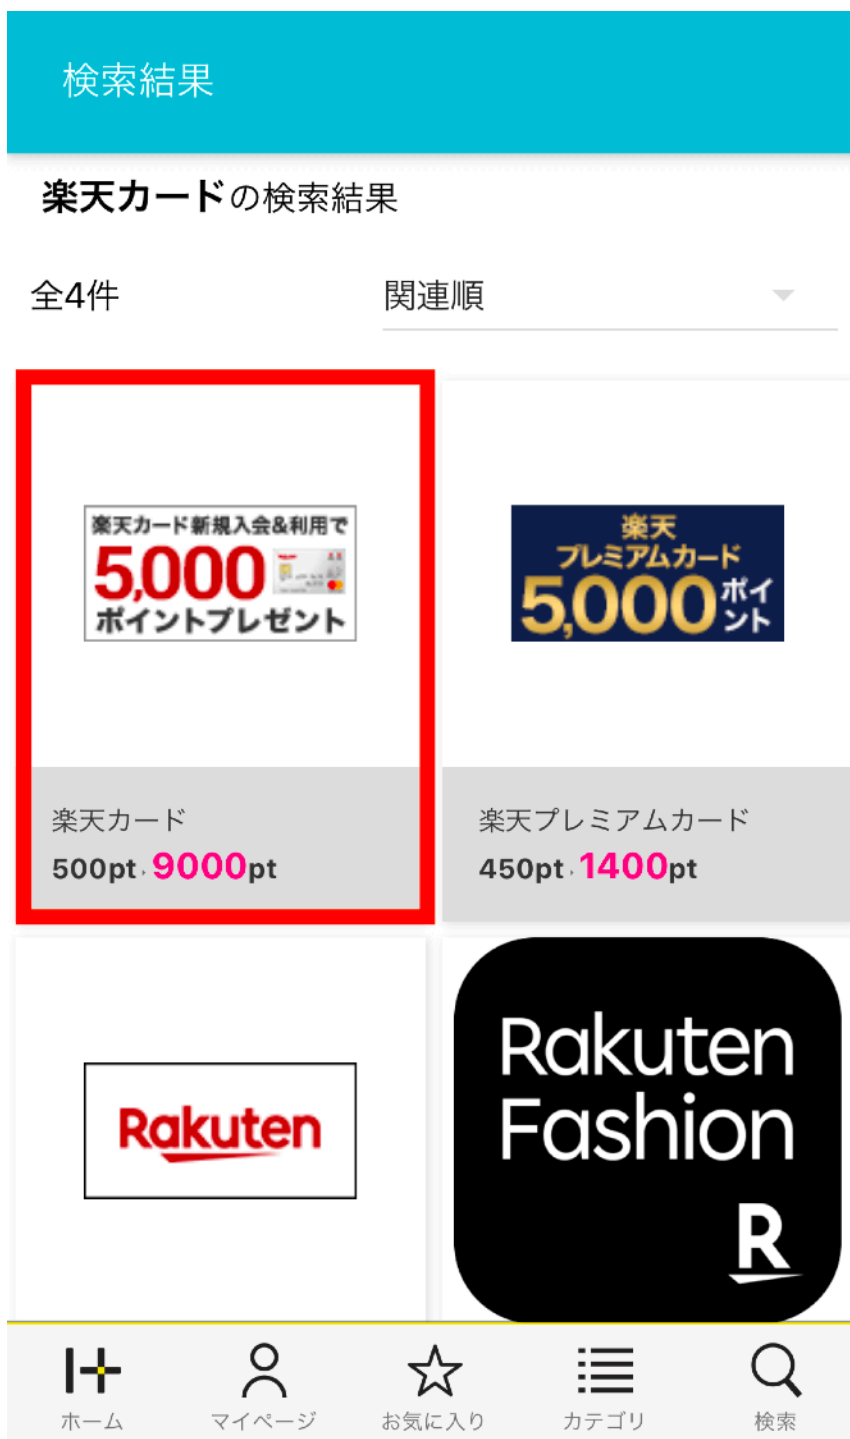 検索結果
楽天カードの検索結果
全4件
関連順
楽天カード新規入会&利用で
5,000
ポイントプレゼント
楽天
プレミアムカード
5,000ポイント
楽天カード
500pt 9000pt
楽天プレミアムカード
450pt 1400pt
Rakuten
Rakuten
Fashion
R
ホーム
マイページ
お気に入り
カテゴリ
検索